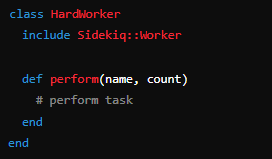 class HardWorker
  include Sidekiq::Worker

  def perform(name, count)
    # perform task
  end
end